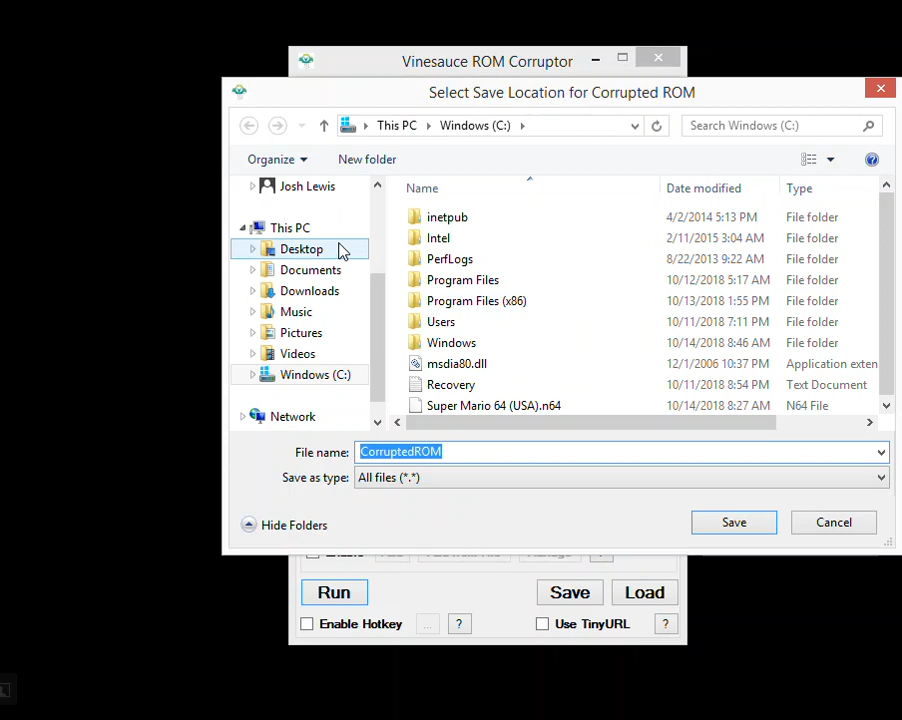 Vinesauce ROM Corruptor
Select Save Location for Corrupted ROM
This PC Windows (C:) Search Windows (C:)
Organize New folder
Josh Lewis
This PC
Desktop
Documents
Downloads
Music
Pictures
Videos
Windows (C:)
Network
Name Date modified Type
inetpub 4/2/2014 5:13 PM File folder
Intel 2/11/2015 3:04 AM File folder
PerfLogs 8/22/2013 9:22 AM File folder
Program Files 10/12/2018 5:17 AM File folder
Program Files (x86) 10/13/2018 1:55 PM File folder
Users 10/11/2018 7:11 PM File folder
Windows 10/14/2018 8:46 AM File folder
msdia80.dll 12/1/2006 10:37 PM Application exten
Recovery 10/11/2018 8:54 PM Text Document
Super Mario 64 (USA).n64 10/14/2018 8:27 AM N64 File
File name: CorruptedROM
Save as type: All files (*.*)
Hide Folders Save Cancel
Run Save Load
Enable Hotkey ... ? Use TinyURL ?